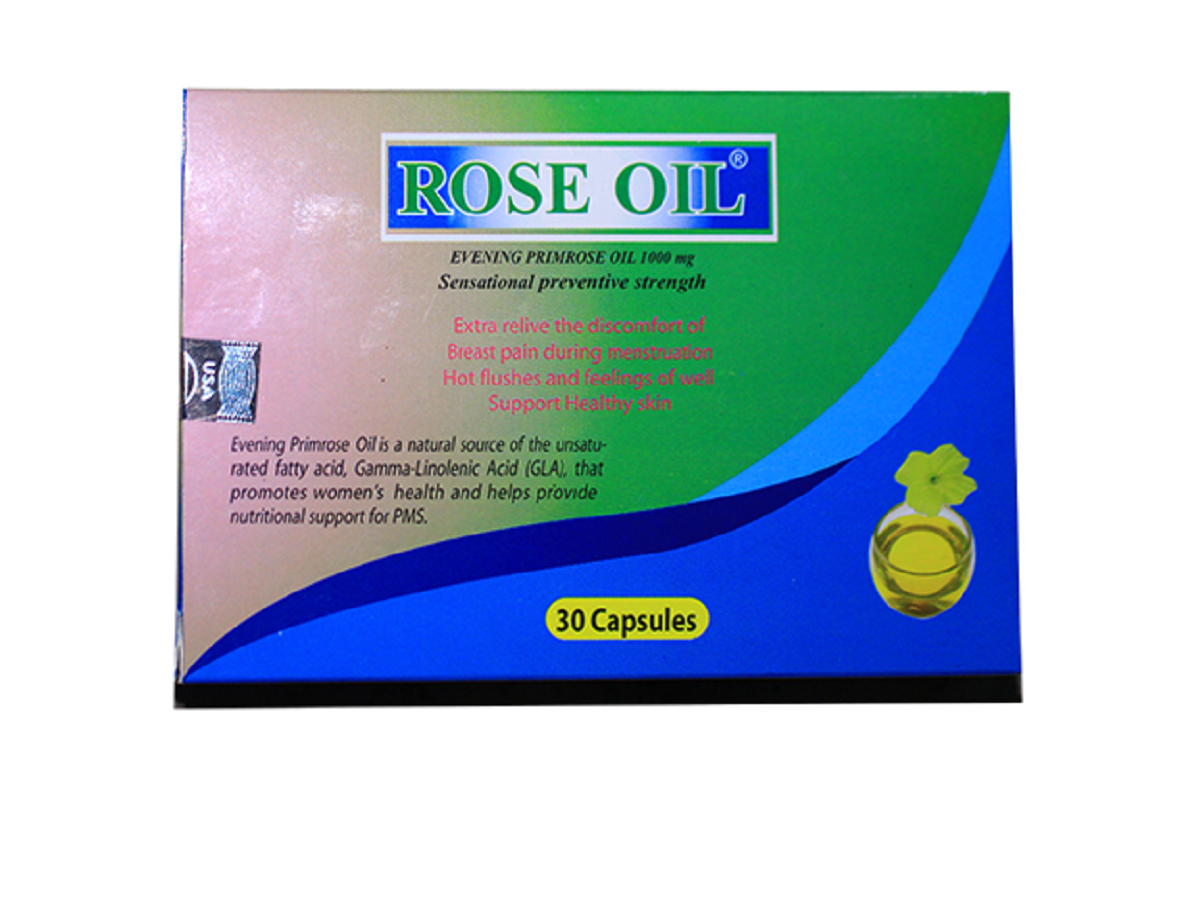 ROSE OIL®
EVENING PRIMROSE OIL 1000 mg
Sensational preventive strength
Extra relive the discomfort of
Breast pain during menstruation
Hot flushes and feelings of well
Support Healthy skin
USA
Evening Primrose Oil is a natural source of the unsatu-
rated fatty acid, Gamma-Linolenic Acid (GLA), that
promotes women's health and helps provide
nutritional support for PMS.
30 Capsules